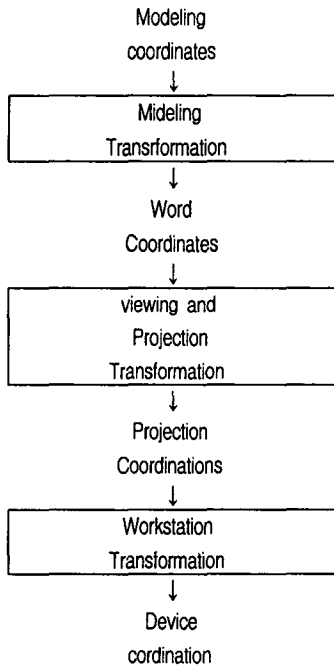 Modeling
coordinates
↓
Mideling
Transrformation
↓
Word
Coordinates
↓
viewing and
Projection
Transformation
↓
Projection
Coordinations
↓
Workstation
Transformation
↓
Device
cordination